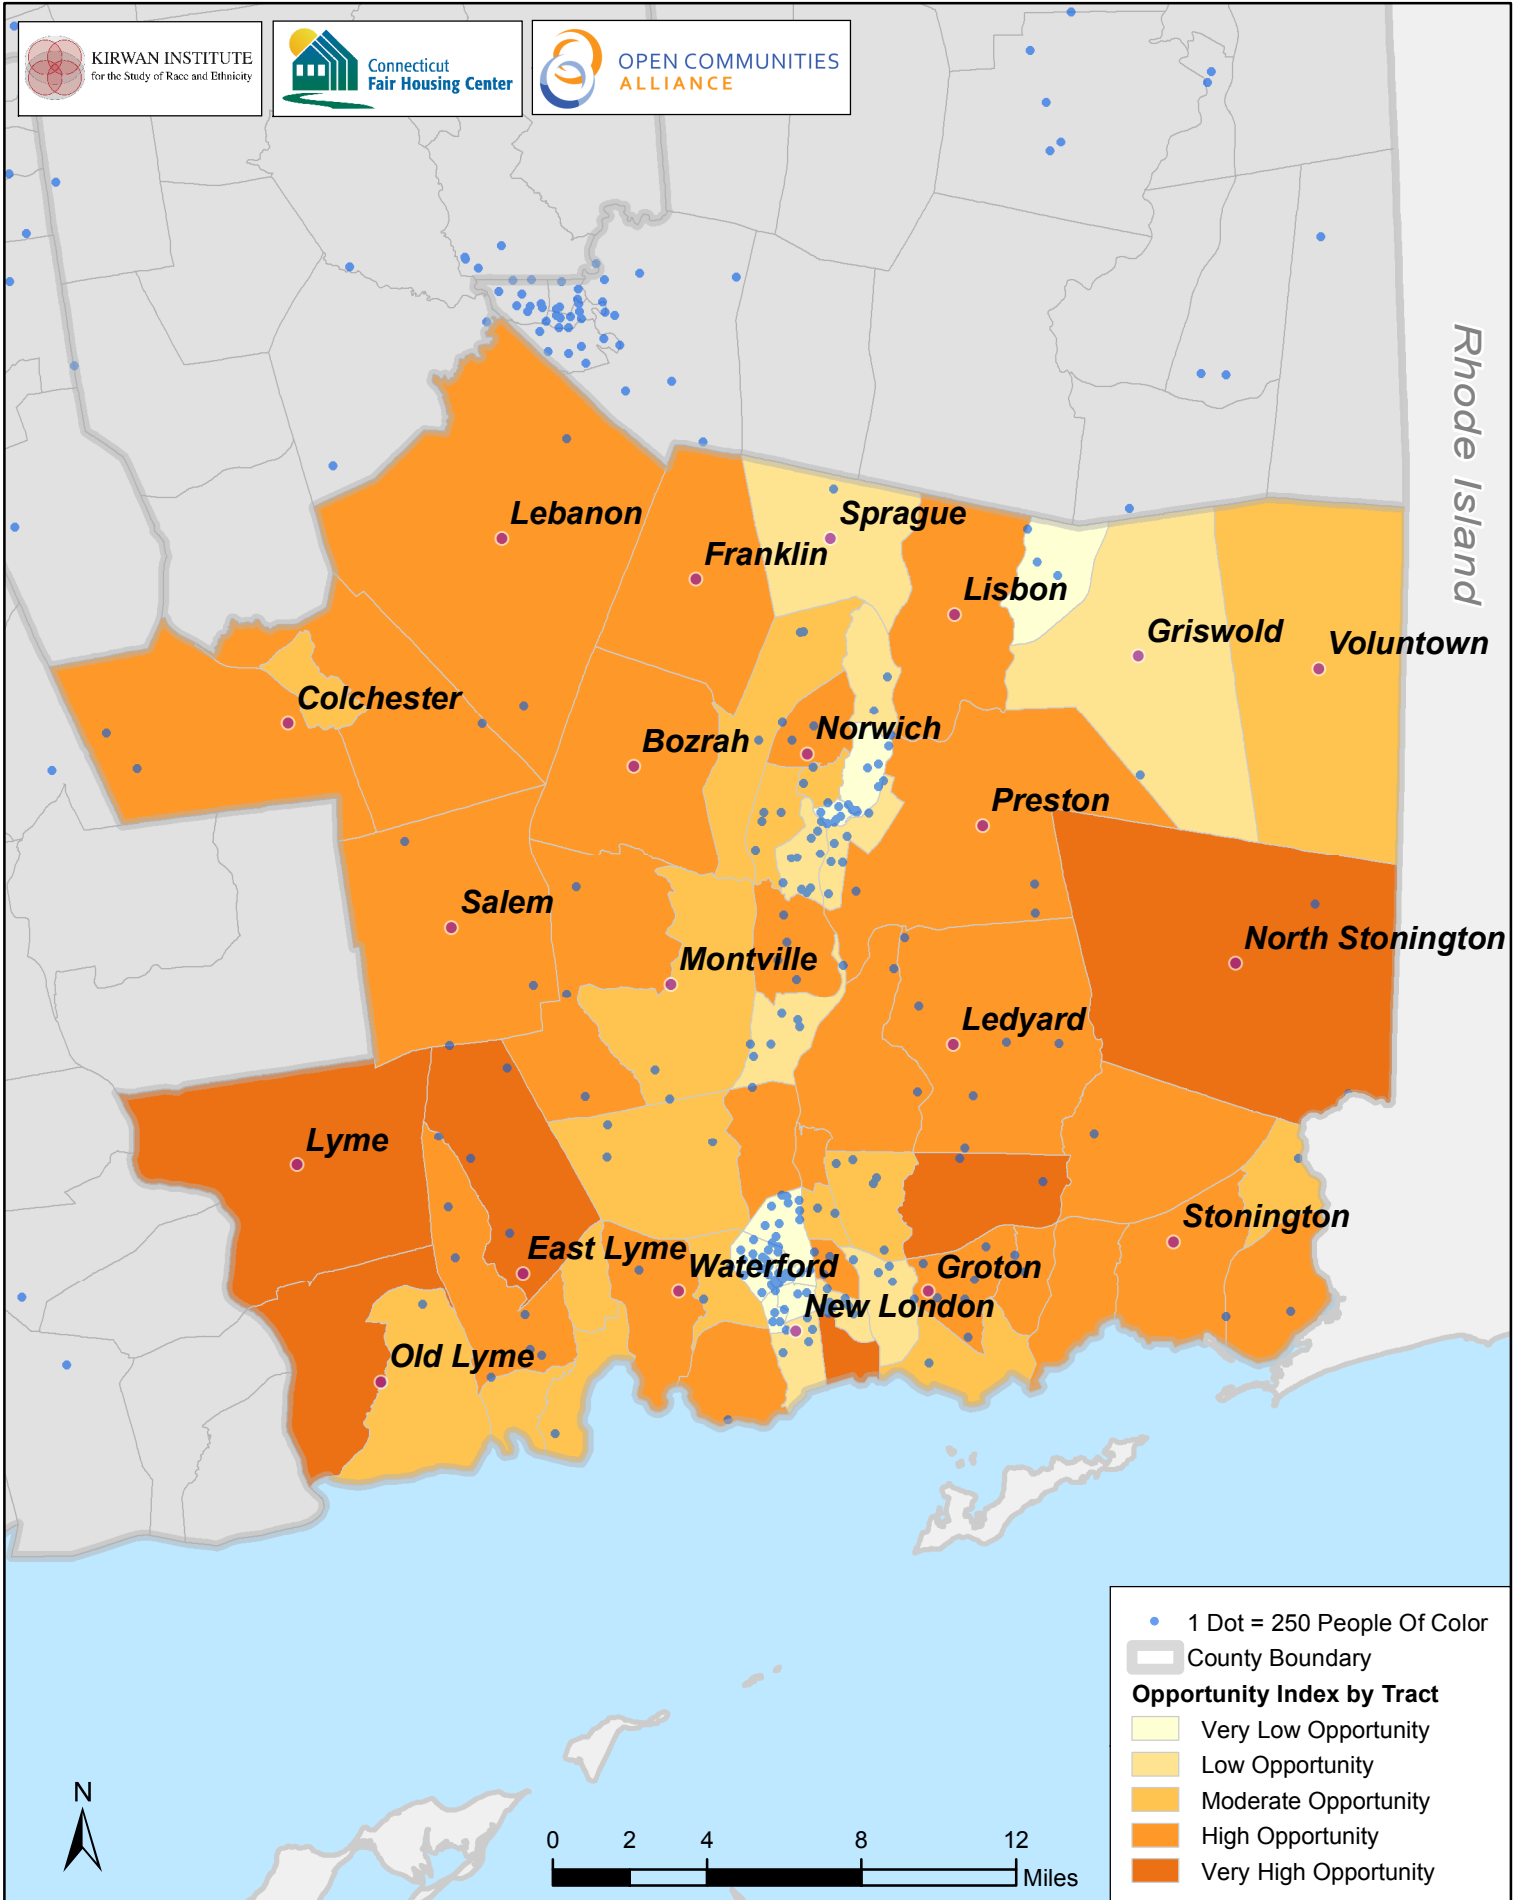 KIRWAN INSTITUTE
for the Study of Race and Ethnicity
Connecticut
Fair Housing Center
OPEN COMMUNITIES
ALLIANCE
Rhode Island
Lebanon
Sprague
Franklin
Lisbon
Griswold
Voluntown
Colchester
Norwich
Bozrah
Preston
Salem
North Stonington
Montville
Ledyard
Lyme
Stonington
East Lyme
Waterford
Groton
New London
Old Lyme
1 Dot = 250 People Of Color
County Boundary
Opportunity Index by Tract
Very Low Opportunity
Low Opportunity
Moderate Opportunity
High Opportunity
Very High Opportunity
N
0 2 4 8 12
Miles